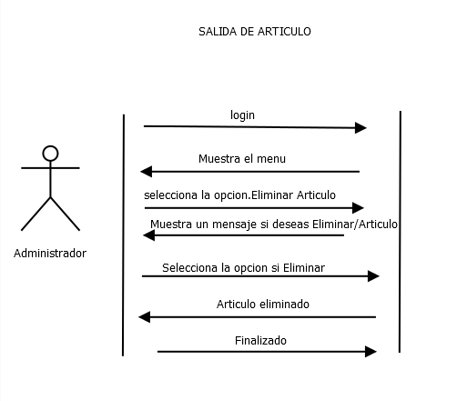 SALIDA DE ARTICULO
login
Muestra el menu
selecciona la opcion.Eliminar Articulo
Muestra un mensaje si deseas Eliminar/Articulo
Administrador
Selecciona la opcion si Eliminar
Articulo eliminado
Finalizado